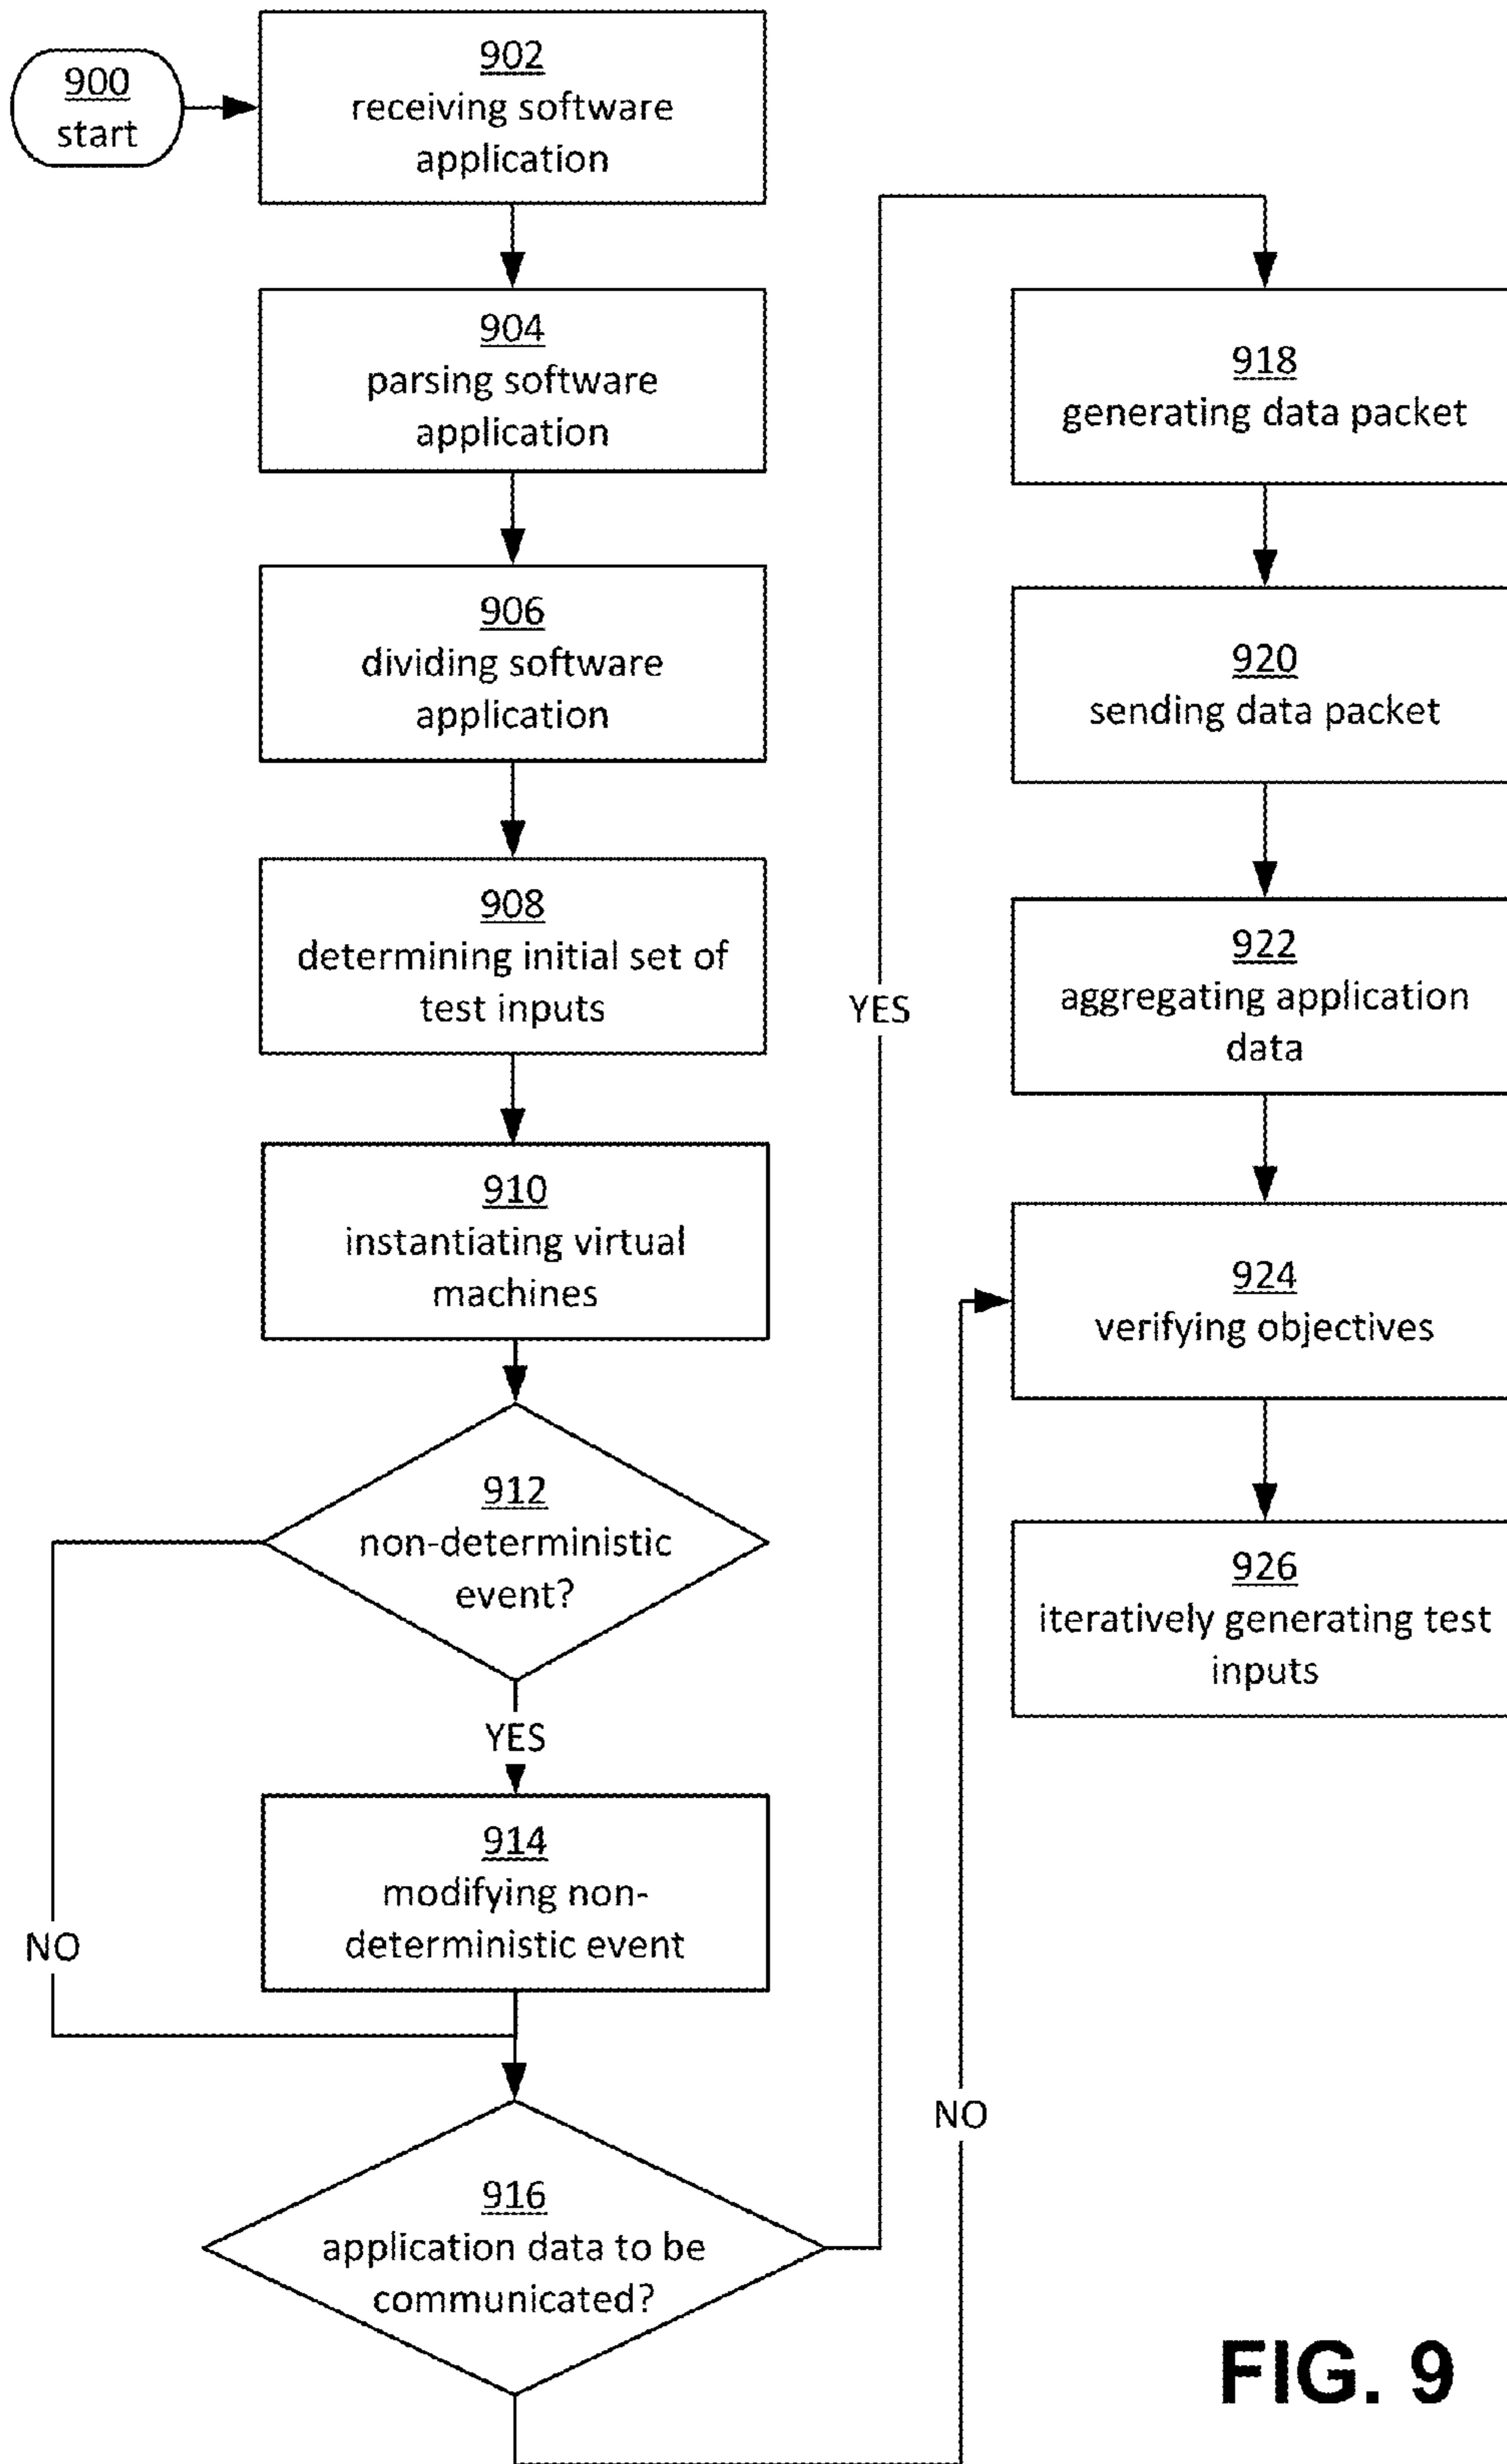 900
start
902
receiving software
application
904
parsing software
application
906
dividing software
application
908
determining initial set of
test inputs
910
instantiating virtual
machines
912
non-deterministic
event?
YES
914
modifying non-
deterministic event
NO
916
application data to be
communicated?
YES
NO
918
generating data packet
920
sending data packet
922
aggregating application
data
924
verifying objectives
926
iteratively generating test
inputs
FIG. 9